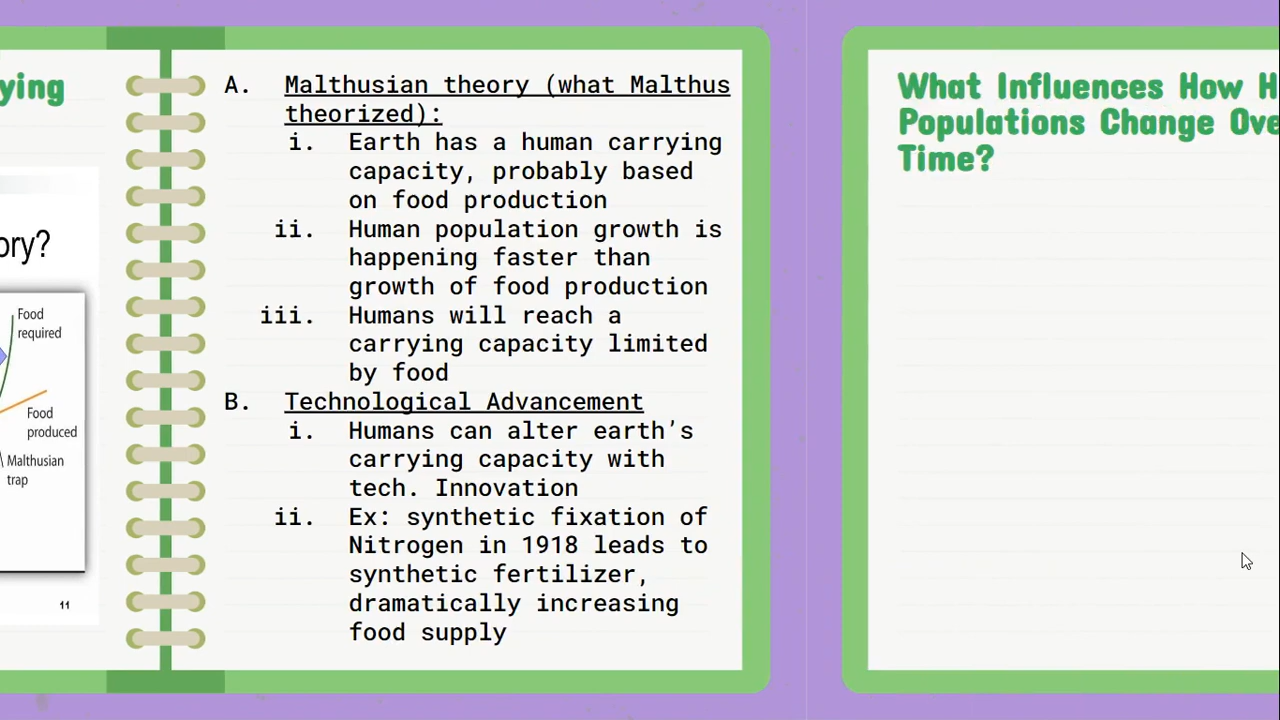 ying
ory?
Food
required
Food
produced
Malthusian
trap
11
A. Malthusian theory (what Malthus
theorized):
i. Earth has a human carrying
capacity, probably based
on food production
ii. Human population growth is
happening faster than
growth of food production
iii. Humans will reach a
carrying capacity limited
by food
B. Technological Advancement
i. Humans can alter earth’s
carrying capacity with
tech. Innovation
ii. Ex: synthetic fixation of
Nitrogen in 1918 leads to
synthetic fertilizer,
dramatically increasing
food supply
What Influences How H
Populations Change Ove
Time?